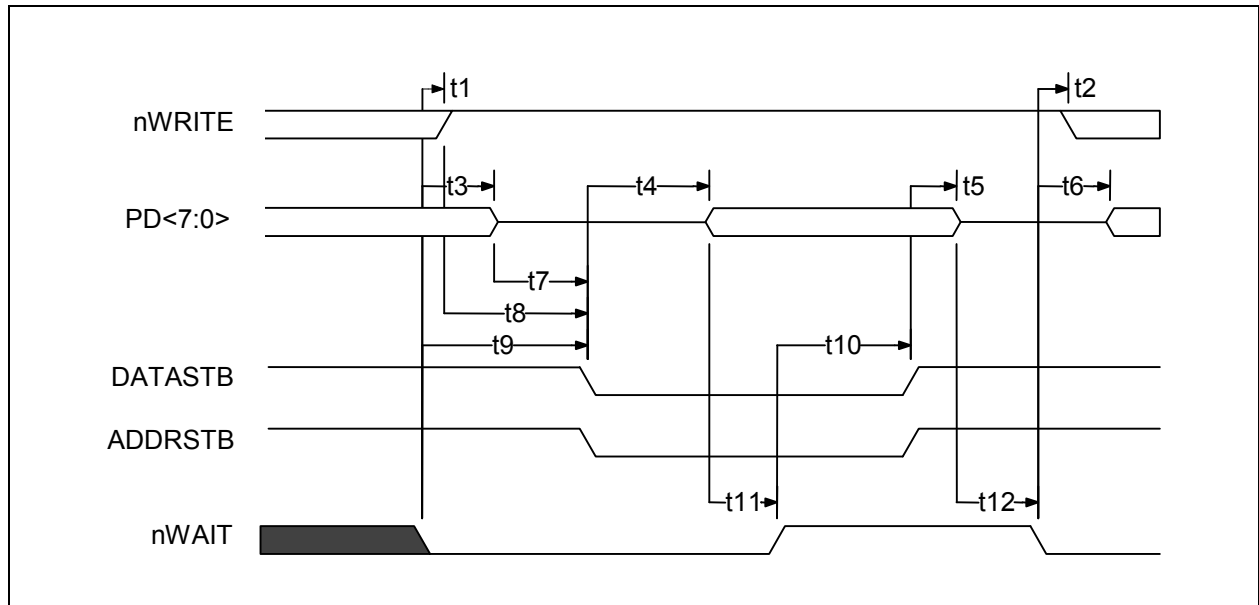 t1
t2
nWRITE
t3
t4
t5
t6
PD<7:0>
t7
t8
t9
t10
DATASTB
ADDRSTB
t11
t12
nWAIT